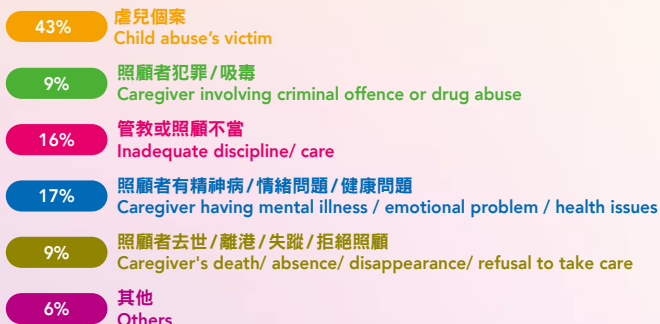 43%
虐兒個案
Child abuse's victim
9%
照顧者犯罪/吸毒
Caregiver involving criminal offence or drug abuse
16%
管教或照顧不當
Inadequate discipline/ care
17%
照顧者有精神病/情緒問題/健康問題
Caregiver having mental illness / emotional problem / health issues
9%
照顧者去世/離港/失蹤/拒絕照顧
Caregiver's death/ absence/ disappearance/ refusal to take care
6%
其他
Others